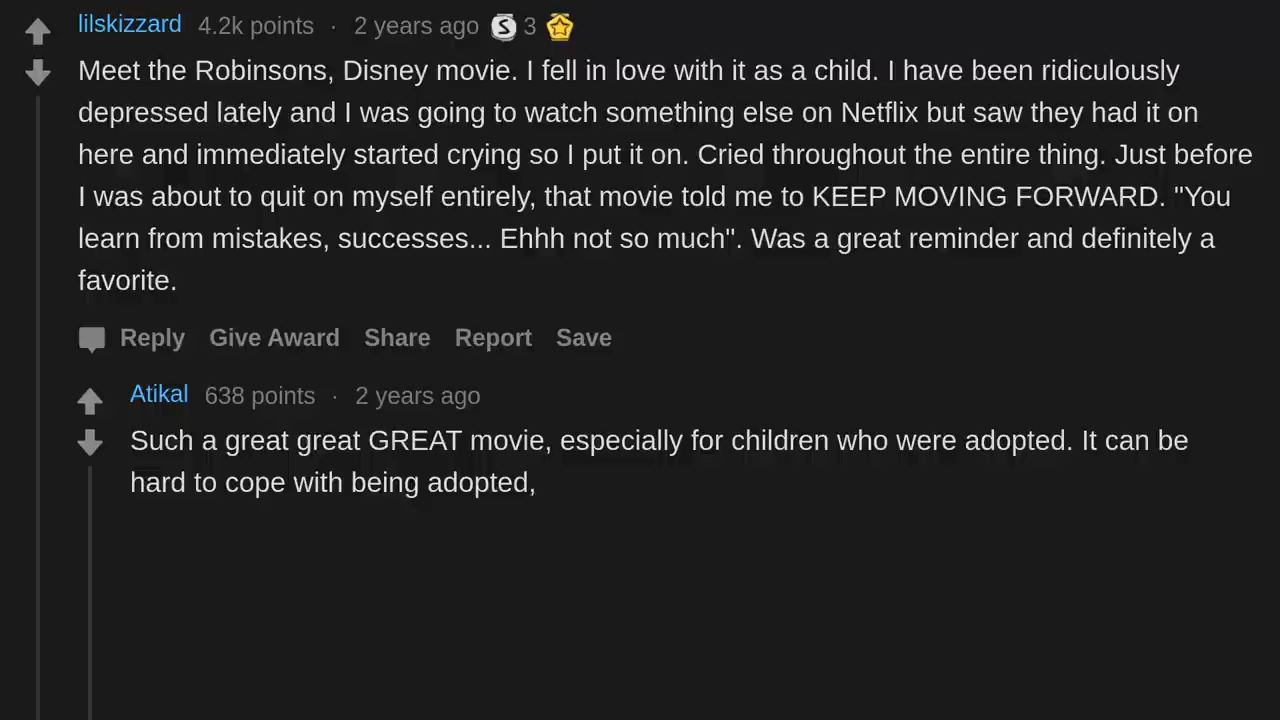 lilskizzard 4.2k points · 2 years ago S 3
Meet the Robinsons, Disney movie. I fell in love with it as a child. I have been ridiculously
depressed lately and I was going to watch something else on Netflix but saw they had it on
here and immediately started crying so I put it on. Cried throughout the entire thing. Just before
I was about to quit on myself entirely, that movie told me to KEEP MOVING FORWARD. "You
learn from mistakes, successes... Ehhh not so much". Was a great reminder and definitely a
favorite.
Reply Give Award Share Report Save
Atikal 638 points · 2 years ago
Such a great great GREAT movie, especially for children who were adopted. It can be
hard to cope with being adopted,